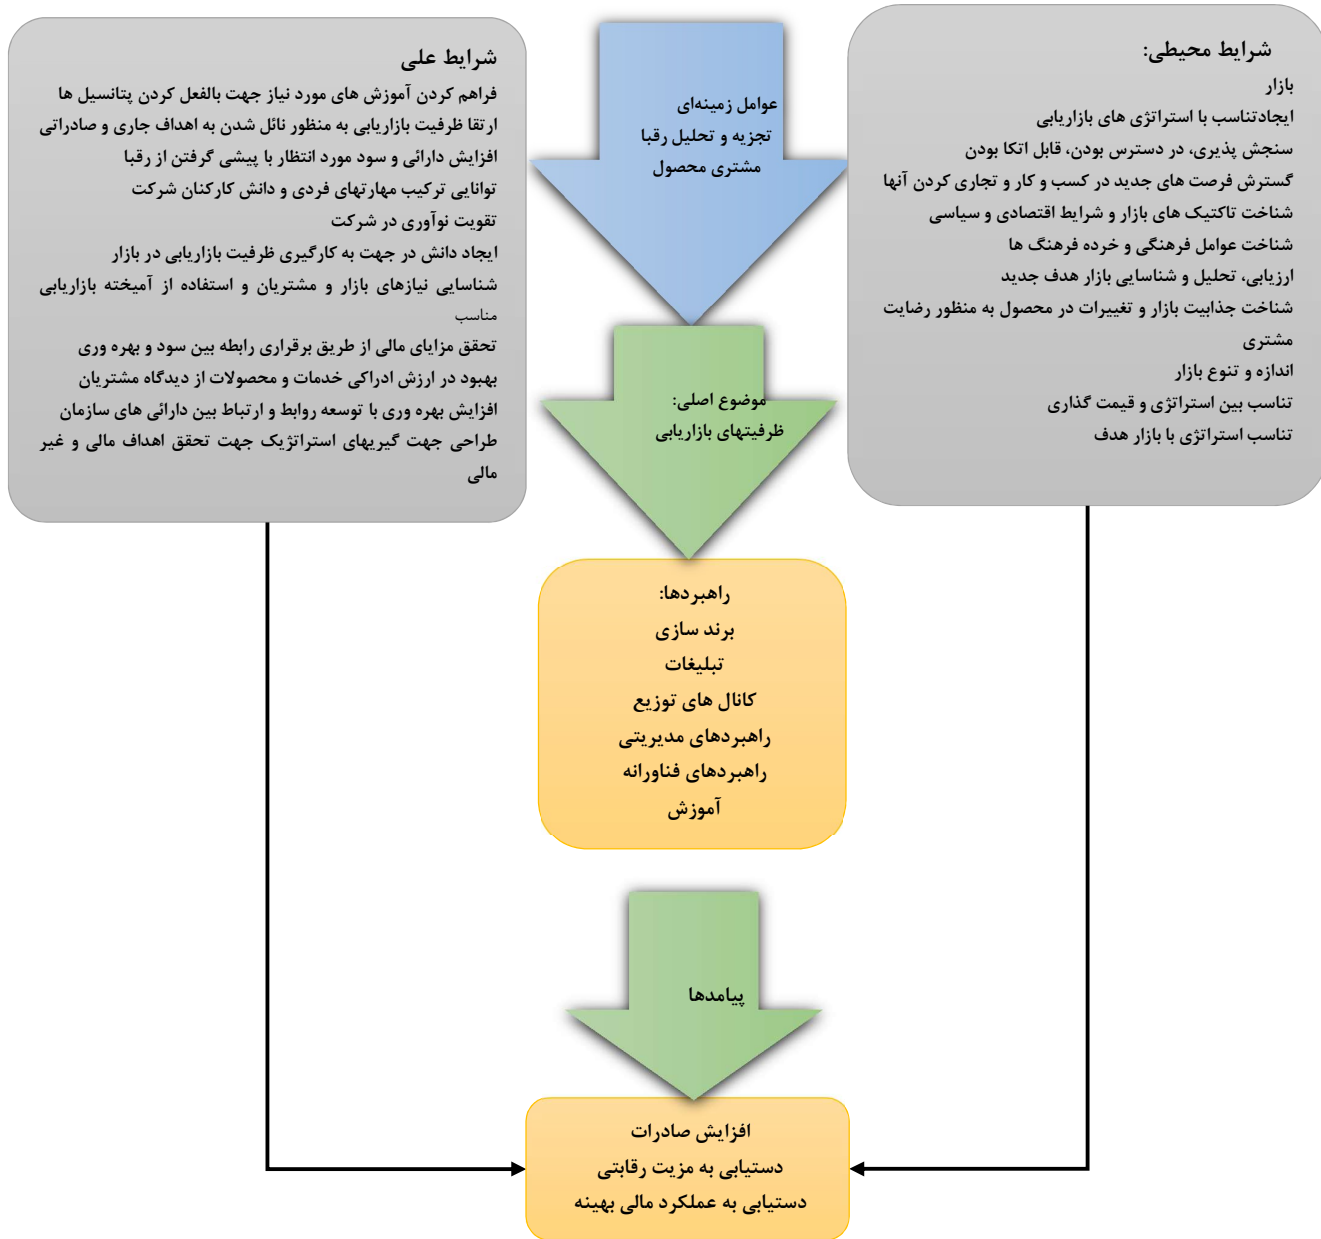 شرایط محیطی:
بازار
ایجادتناسب با استراتژی های بازاریابی
سنجش پذیری، در دسترس بودن، قابل اتکا بودن
گسترش فرصت های جدید در کسب و کار و تجاری کردن آنها
شناخت تاکتیک های بازار و شرایط اقتصادی و سیاسی
شناخت عوامل فرهنگی و خرده فرهنگ ها
ارزیابی، تحلیل و شناسایی بازار هدف جدید
شناخت جذابیت بازار و تغییرات در محصول به منظور رضایت
مشتری
اندازه و تنوع بازار
تناسب بین استراتژی و قیمت گذاری
تناسب استراتژی با بازار هدف
عوامل زمینه‌ای
تجزیه و تحلیل رقبا
مشتری محصول
شرایط علی
فراهم کردن آموزش های مورد نیاز جهت بالفعل کردن پتانسیل ها
ارتقا ظرفیت بازاریابی به منظور نائل شدن به اهداف جاری و صادراتی
افزایش دارائی و سود مورد انتظار با پیشی گرفتن از رقبا
توانایی ترکیب مهارتهای فردی و دانش کارکنان شرکت
تقویت نوآوری در شرکت
ایجاد دانش در جهت به کارگیری ظرفیت بازاریابی در بازار
شناسایی نیازهای بازار و مشتریان و استفاده از آمیخته بازاریابی
مناسب
تحقق مزایای مالی از طریق برقراری رابطه بین سود و بهره وری
بهبود در ارزش ادراکی خدمات و محصولات از دیدگاه مشتریان
افزایش بهره وری با توسعه روابط و ارتباط بین دارائی های سازمان
طراحی جهت گیریهای استراتژیک جهت تحقق اهداف مالی و غیر
مالی
موضوع اصلی:
ظرفیتهای بازاریابی
راهبردها:
برند سازی
تبلیغات
کانال های توزیع
راهبردهای مدیریتی
راهبردهای فناورانه
آموزش
پیامدها
افزایش صادرات
دستیابی به مزیت رقابتی
دستیابی به عملکرد مالی بهینه